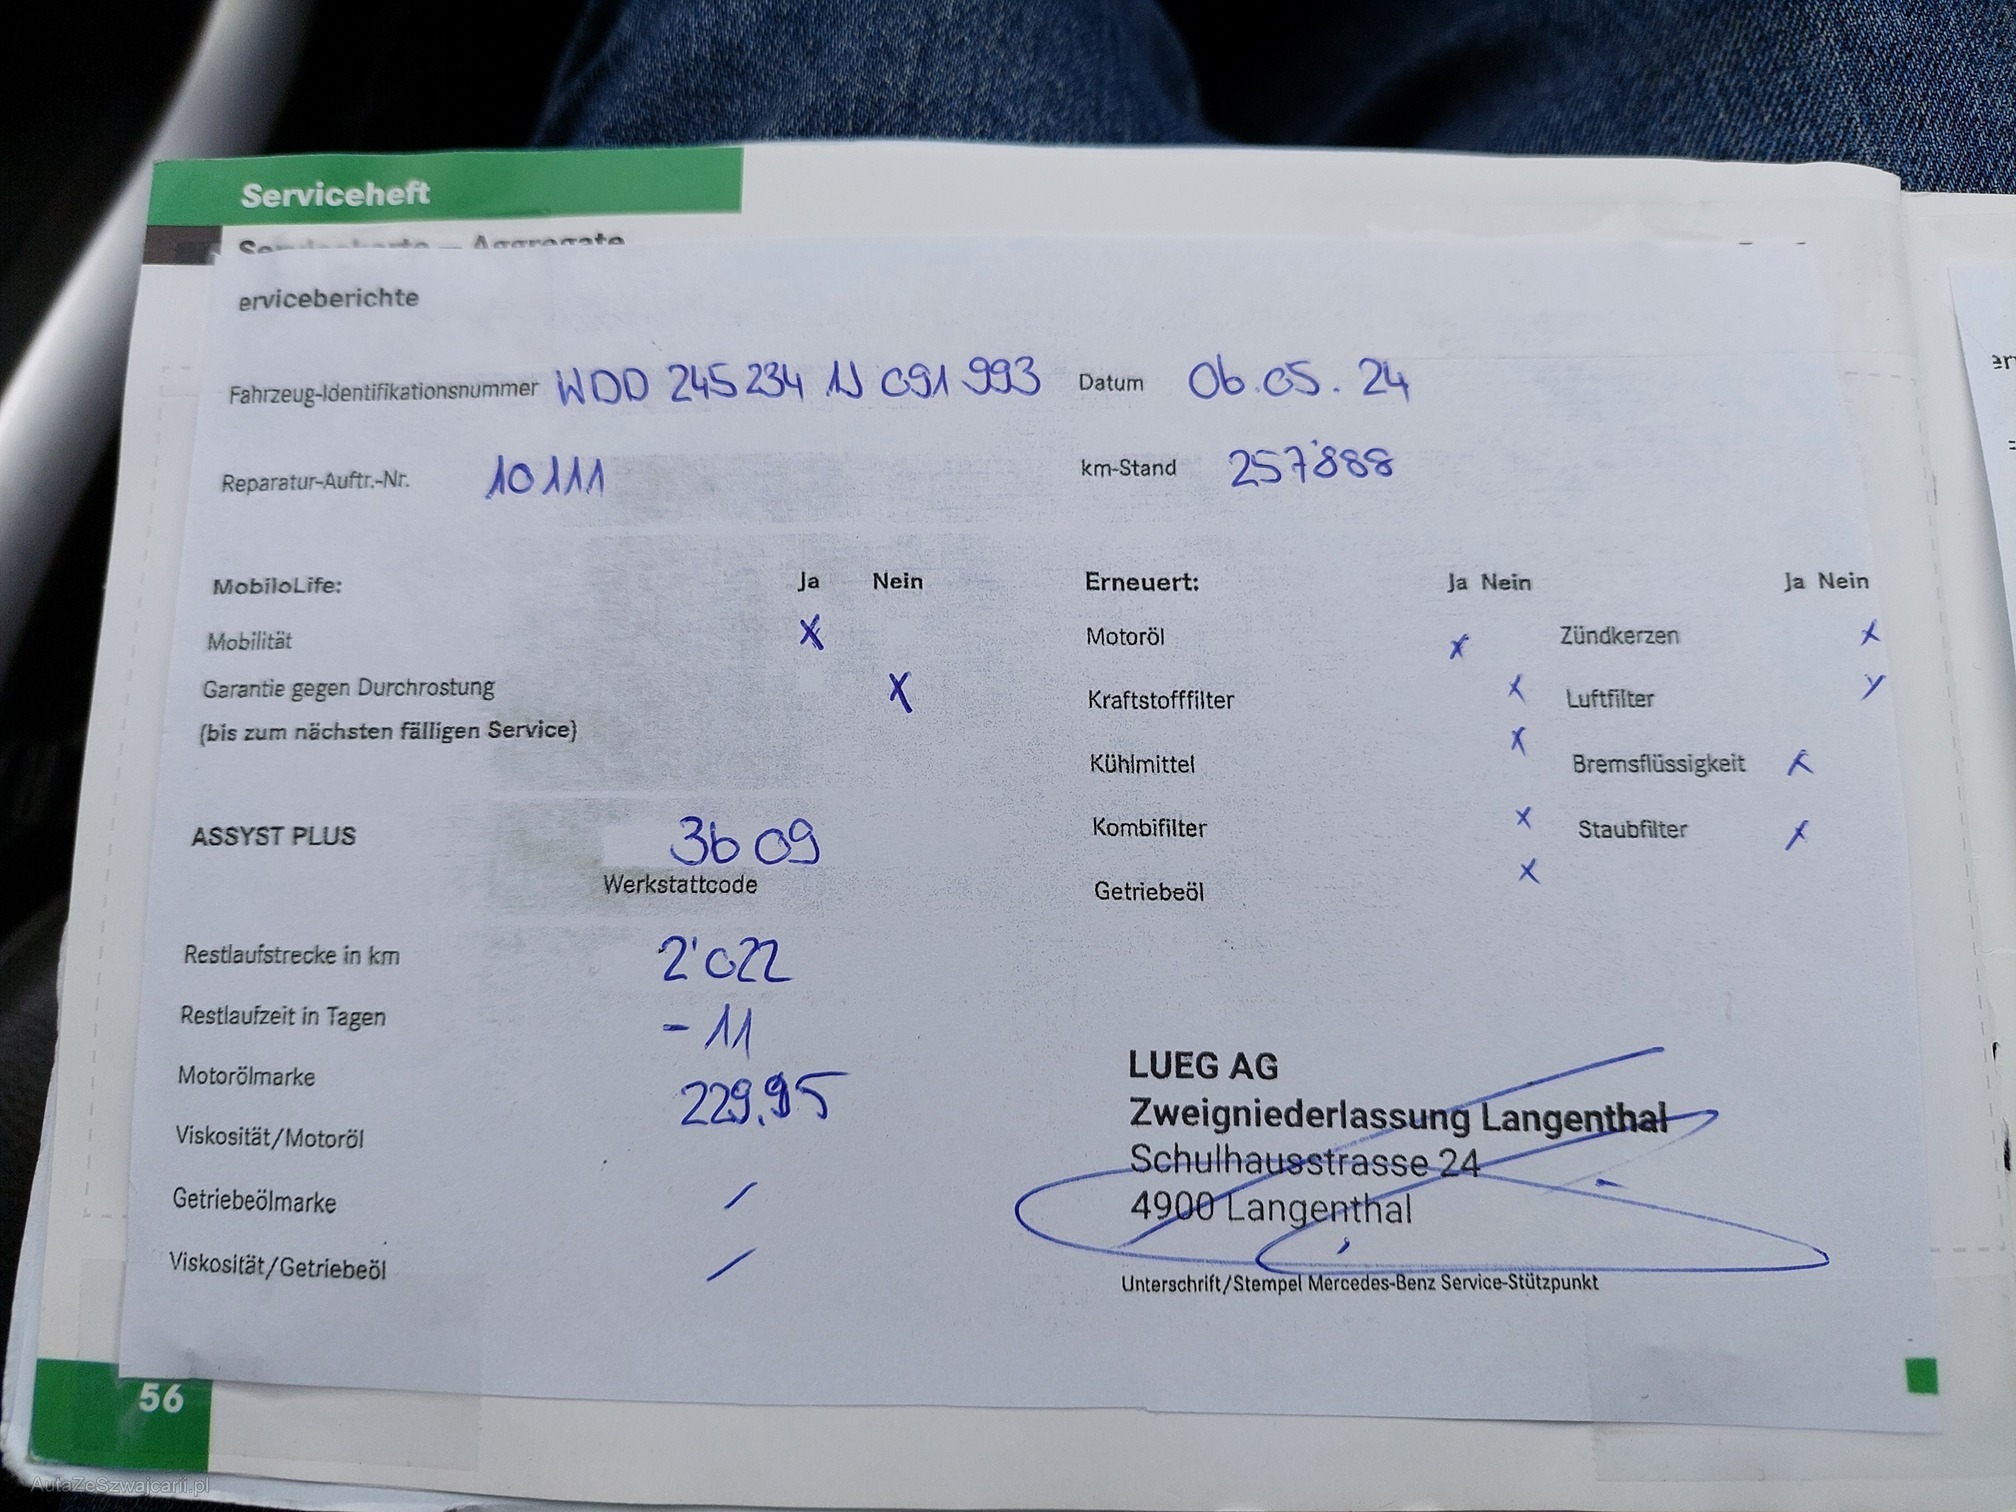 Serviceheft
Servicekarte – Aggregate
erviceberichte
Fahrzeug-Identifikationsnummer WDD 245 234 1J 091 993 Datum 06.05.24
Reparatur-Auftr.-Nr. 10111 km-Stand 257'888
MobiloLife: Ja Nein Erneuert: Ja Nein Ja Nein
Mobilität X Motoröl X Zündkerzen X
Garantie gegen Durchrostung X Kraftstofffilter X Luftfilter X
(bis zum nächsten fälligen Service)
Kühlmittel X Bremsflüssigkeit X
ASSYST PLUS 3609 Kombifilter X Staubfilter X
Werkstattcode
Getriebeöl X
Restlaufstrecke in km 2'022
Restlaufzeit in Tagen - 11
Motorölmarke 229.95
Viskosität/Motoröl
Getriebeölmarke /
Viskosität/Getriebeöl /
LUEG AG
Zweigniederlassung Langenthal
Schulhausstrasse 24
4900 Langenthal
Unterschrift/Stempel Mercedes-Benz Service-Stützpunkt
56
AutaZeSzwajcarii.pl